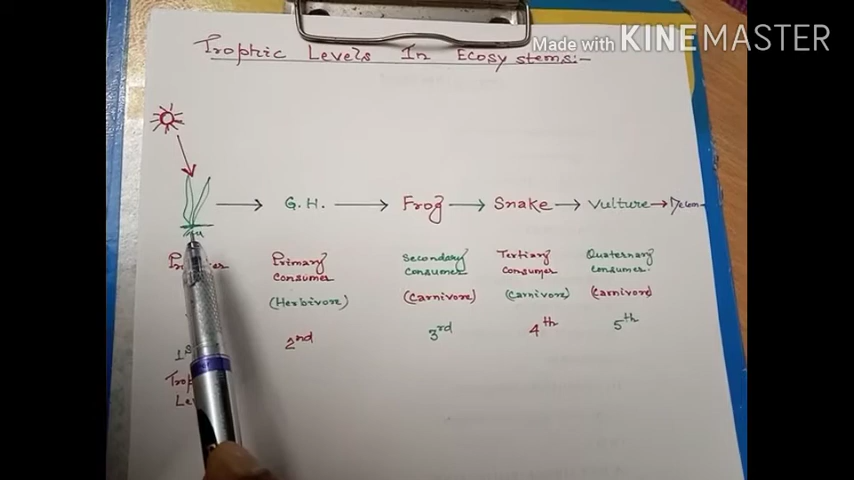 Made with KINEMASTER
Trophic Levels In Ecosystems:-
G.H. Frog Snake Vulture
Primary Consumer
Secondary Consumer
Tertiary Consumer
Quaternary Consumer.
(Herbivore) (Carnivore) (Carnivore) (Carnivore)
2nd 3rd 4th 5th